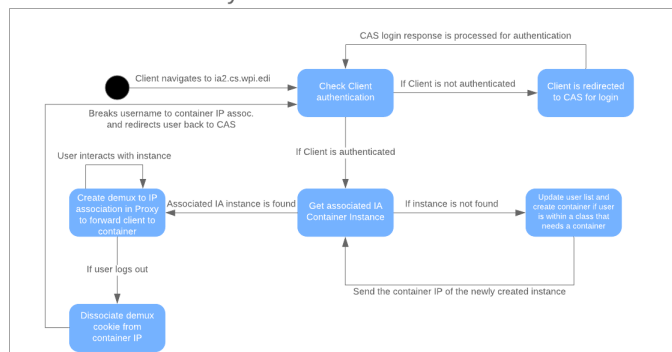 CAS login response is processed for authentication
Client navigates to ia2.cs.wpi.edi
Check Client
authentication
If Client is not authenticated
Client is redirected
to CAS for login
Breaks username to container IP assoc.
and redirects user back to CAS
If Client is authenticated
User interacts with instance
Create demux to IP
association in Proxy
to forward client to
container
Associated IA instance is found
Get associated IA
Container Instance
If instance is not found
Update user list and
create container if user
is within a class that
needs a container
If user logs out
Send the container IP of the newly created instance
Dissociate demux
cookie from
container IP